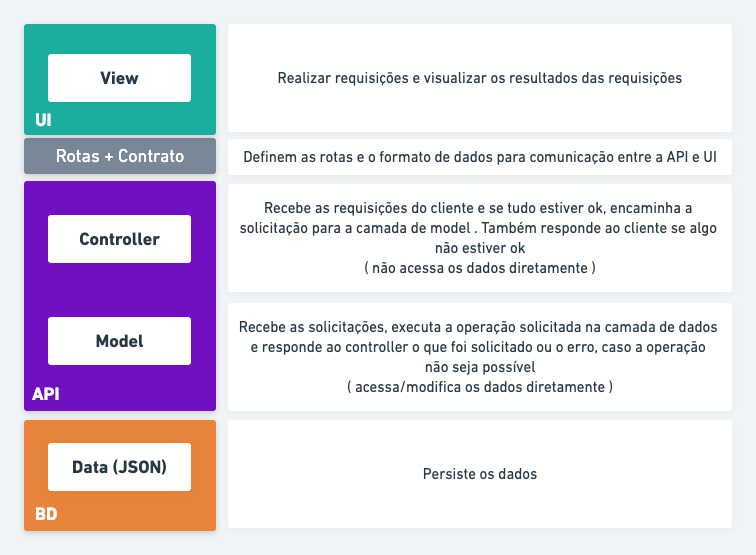 View
UI
Realizar requisições e visualizar os resultados das requisições
Rotas + Contrato
Definem as rotas e o formato de dados para comunicação entre a API e UI
Controller
Recebe as requisições do cliente e se tudo estiver ok, encaminha a
solicitação para a camada de model . Também responde ao cliente se algo
não estiver ok
( não acessa os dados diretamente )
Model
API
Recebe as solicitações, executa a operação solicitada na camada de dados
e responde ao controller o que foi solicitado ou o erro, caso a operação
não seja possível
( acessa/modifica os dados diretamente )
Data (JSON)
BD
Persiste os dados